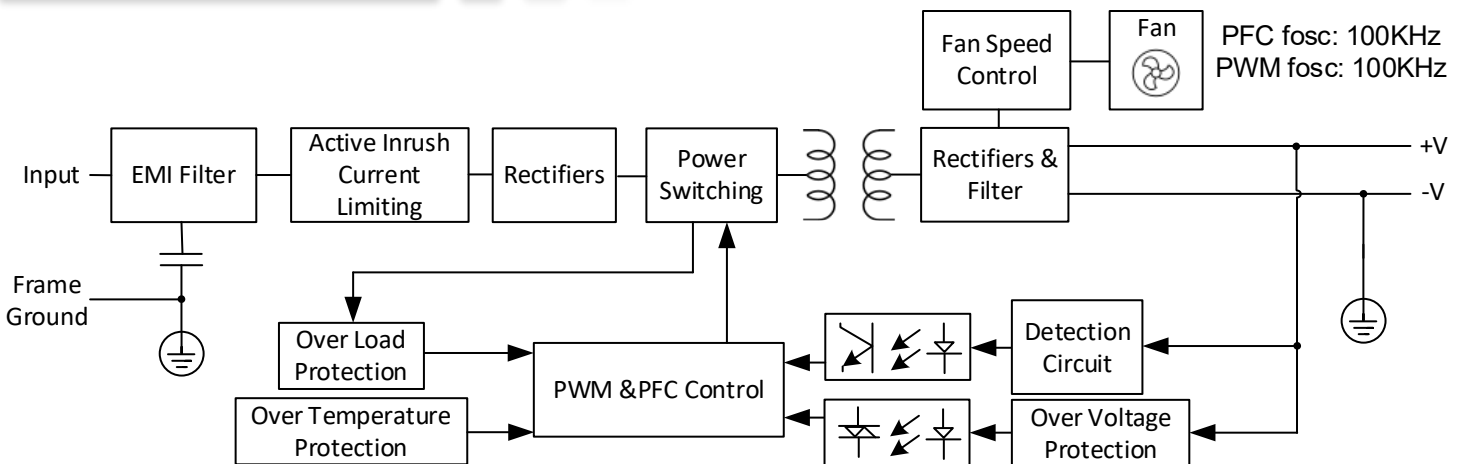 Fan Speed
Control
Fan
PFC fosc: 100KHz
PWM fosc: 100KHz
Input
EMI Filter
Active Inrush
Current
Limiting
Rectifiers
Power
Switching
Rectifiers &
Filter
+V
-V
Frame
Ground
Over Load
Protection
PWM &PFC Control
Detection
Circuit
Over Temperature
Protection
Over Voltage
Protection